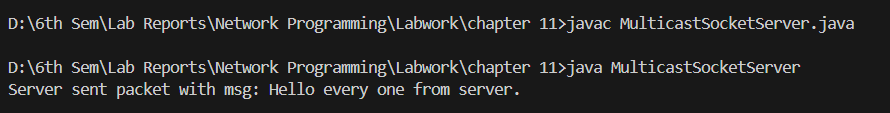 D:\6th Sem\Lab Reports\Network Programming\Labwork\chapter 11>javac MulticastSocketServer.java
D:\6th Sem\Lab Reports\Network Programming\Labwork\chapter 11>java MulticastSocketServer
Server sent packet with msg: Hello every one from server.